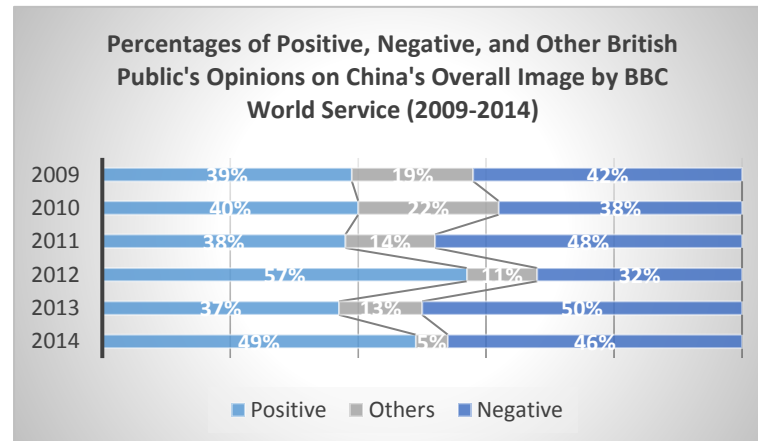 Percentages of Positive, Negative, and Other British
Public's Opinions on China's Overall Image by BBC
World Service (2009-2014)
2009 39% 19% 42%
2010 40% 22% 38%
2011 38% 14% 48%
2012 57% 11% 32%
2013 37% 13% 50%
2014 49% 5% 46%
Positive Others Negative